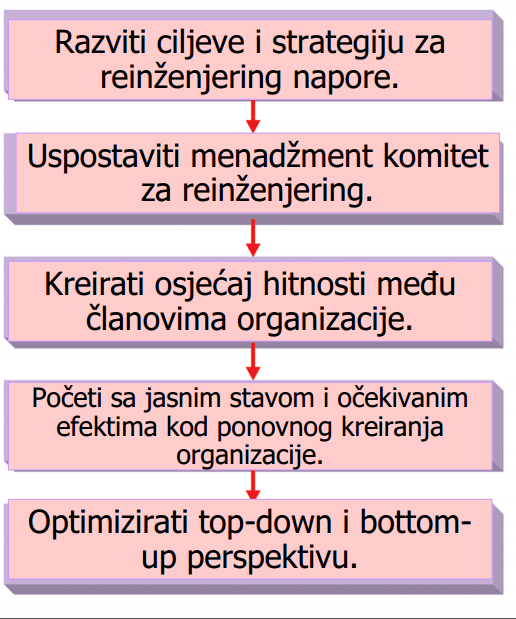 Razviti ciljeve i strategiju za
reinženjering napore.
Uspostaviti menadžment komitet
za reinženjering.
Kreirati osjećaj hitnosti među
članovima organizacije.
Početi sa jasnim stavom i očekivanim
efektima kod ponovnog kreiranja
organizacije.
Optimizirati top-down i bottom-
up perspektivu.